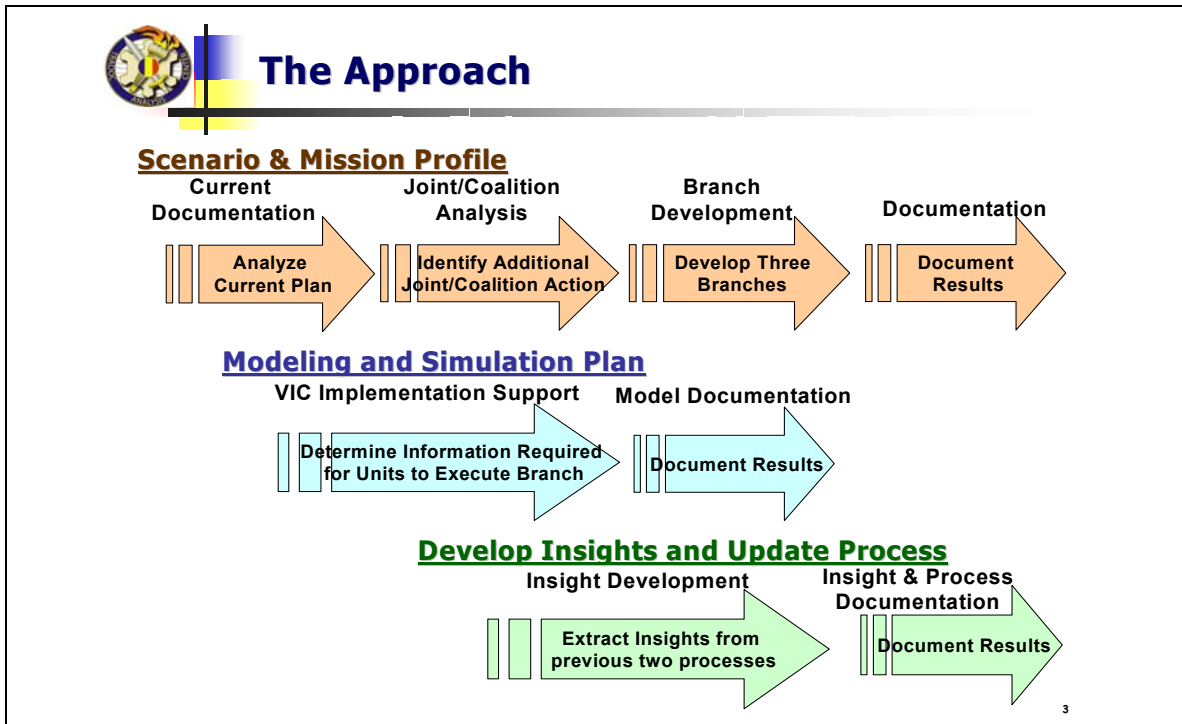 The Approach
Scenario & Mission Profile
Current
Documentation
Analyze
Current Plan
Joint/Coalition
Analysis
Identify Additional
Joint/Coalition Action
Branch
Development
Develop Three
Branches
Documentation
Document
Results
Modeling and Simulation Plan
VIC Implementation Support
Determine Information Required
for Units to Execute Branch
Model Documentation
Document Results
Develop Insights and Update Process
Insight Development
Extract Insights from
previous two processes
Insight & Process
Documentation
Document Results
3
TRADOC
ANALYSIS
CENTER